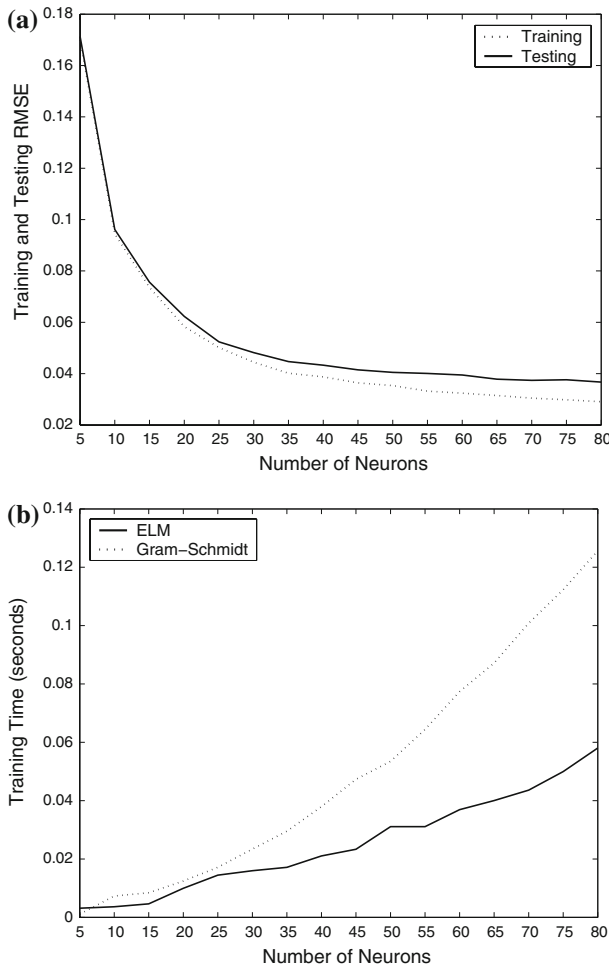 (a)
0.18
0.16
0.14
0.12
0.1
0.08
0.06
0.04
0.02
Training and Testing RMSE
Training
Testing
5 10 15 20 25 30 35 40 45 50 55 60 65 70 75 80
Number of Neurons
(b)
0.14
0.12
0.1
0.08
0.06
0.04
0.02
0
Training Time (seconds)
ELM
Gram−Schmidt
5 10 15 20 25 30 35 40 45 50 55 60 65 70 75 80
Number of Neurons